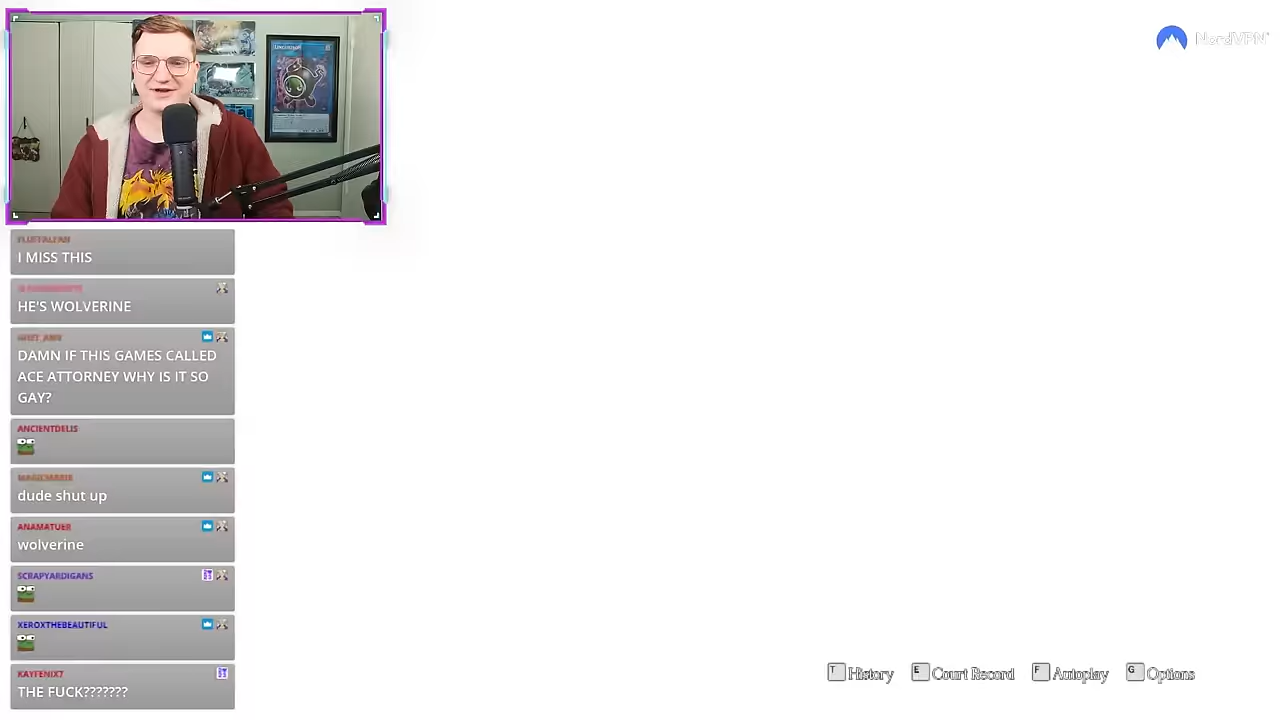 NordVPN
I MISS THIS
HE'S WOLVERINE
DAMN IF THIS GAMES CALLED
ACE ATTORNEY WHY IS IT SO
GAY?
ANCIENTDELIS
dude shut up
ANAMATUER
wolverine
SCRAPYARDIGANS
XEROXTHEBEAUTIFUL
KAYFENIXT
THE FUCK???????
T History E Court Record F Autoplay G Options